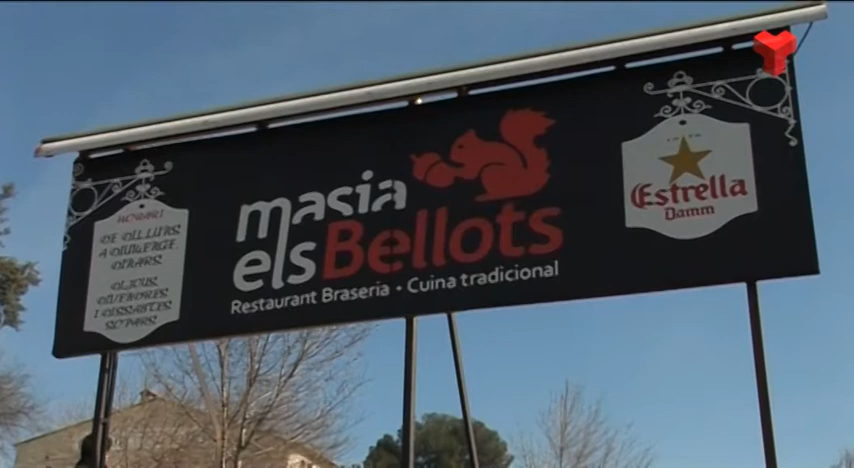 HORARI
DE DILLUNS
A DIUMENGE,
DINARS
DIJOUS,
DIVENDRES
I DISSABTES,
SOPARS
masia
els Bellots
Restaurant Braseria · Cuina tradicional
Estrella
Damm